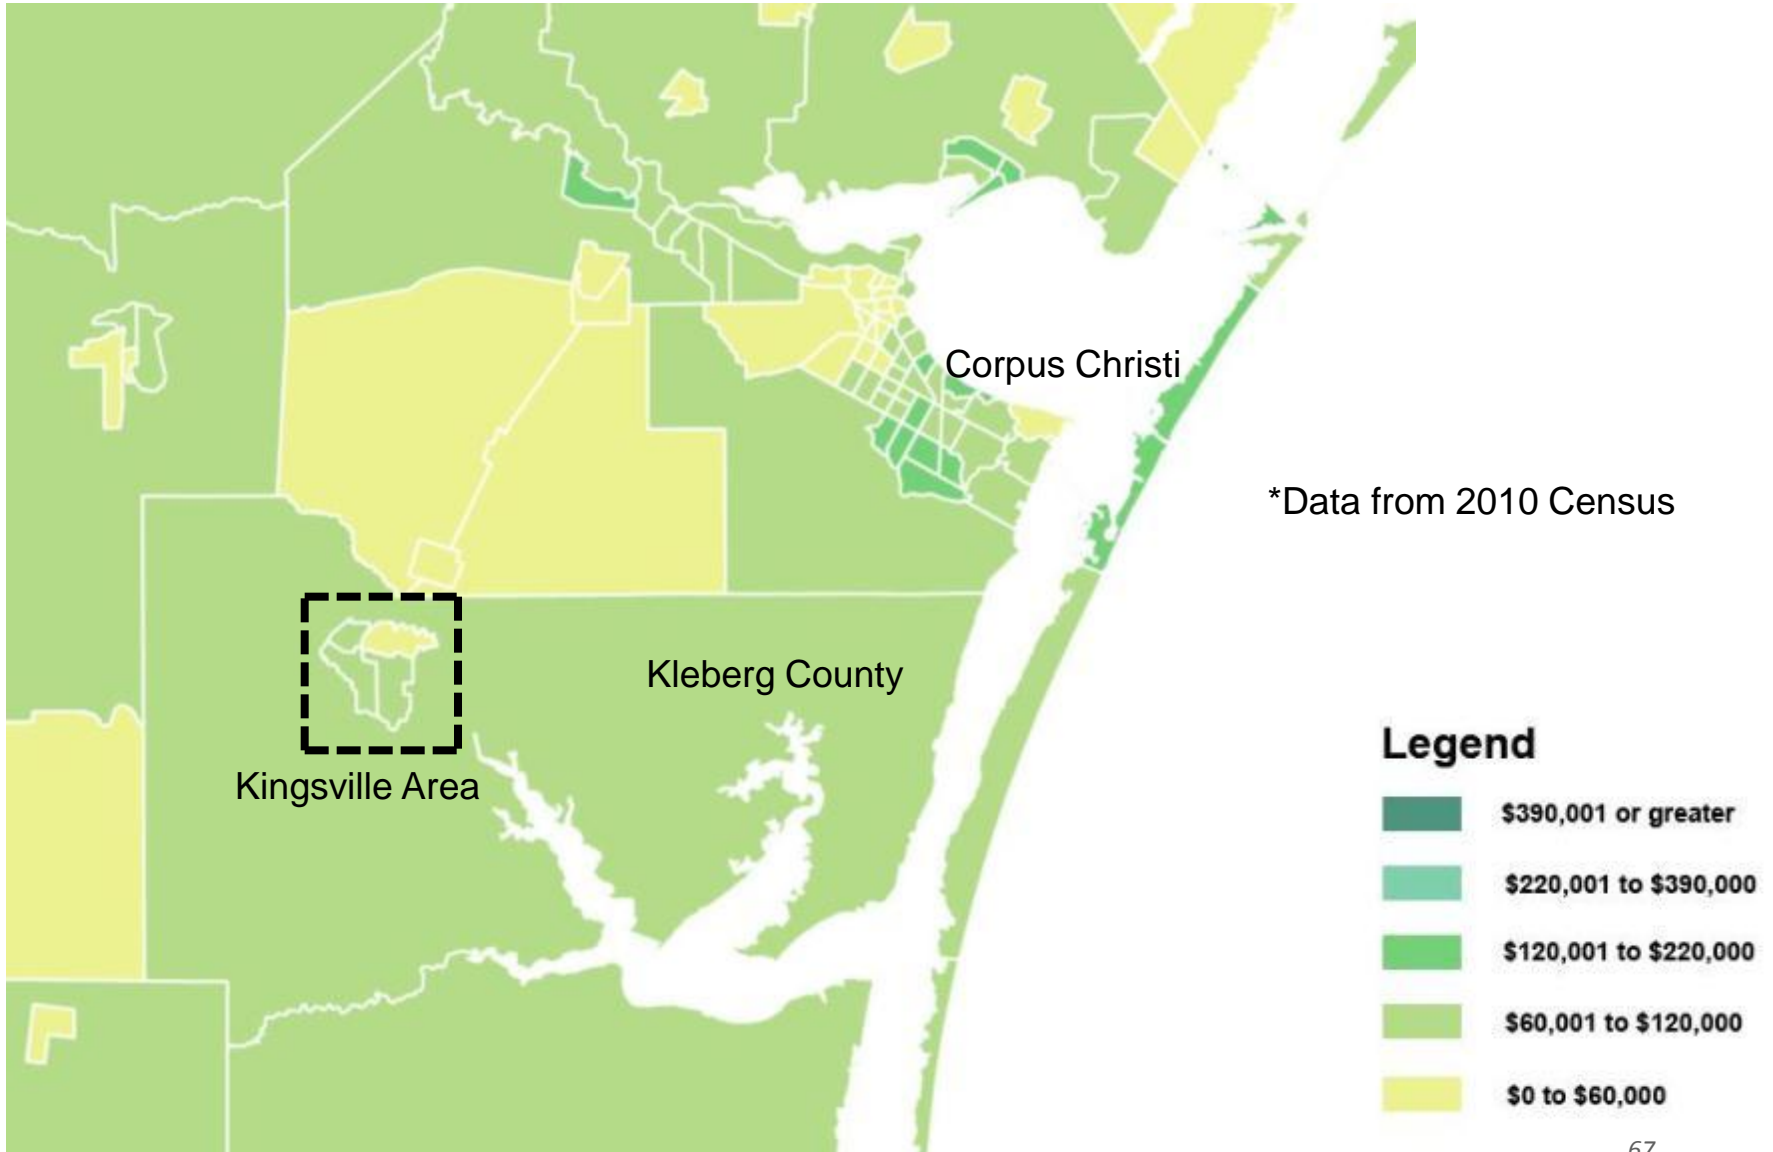 Corpus Christi
*Data from 2010 Census
Kleberg County
Kingsville Area
Legend
$390,001 or greater
$220,001 to $390,000
$120,001 to $220,000
$60,001 to $120,000
$0 to $60,000
67